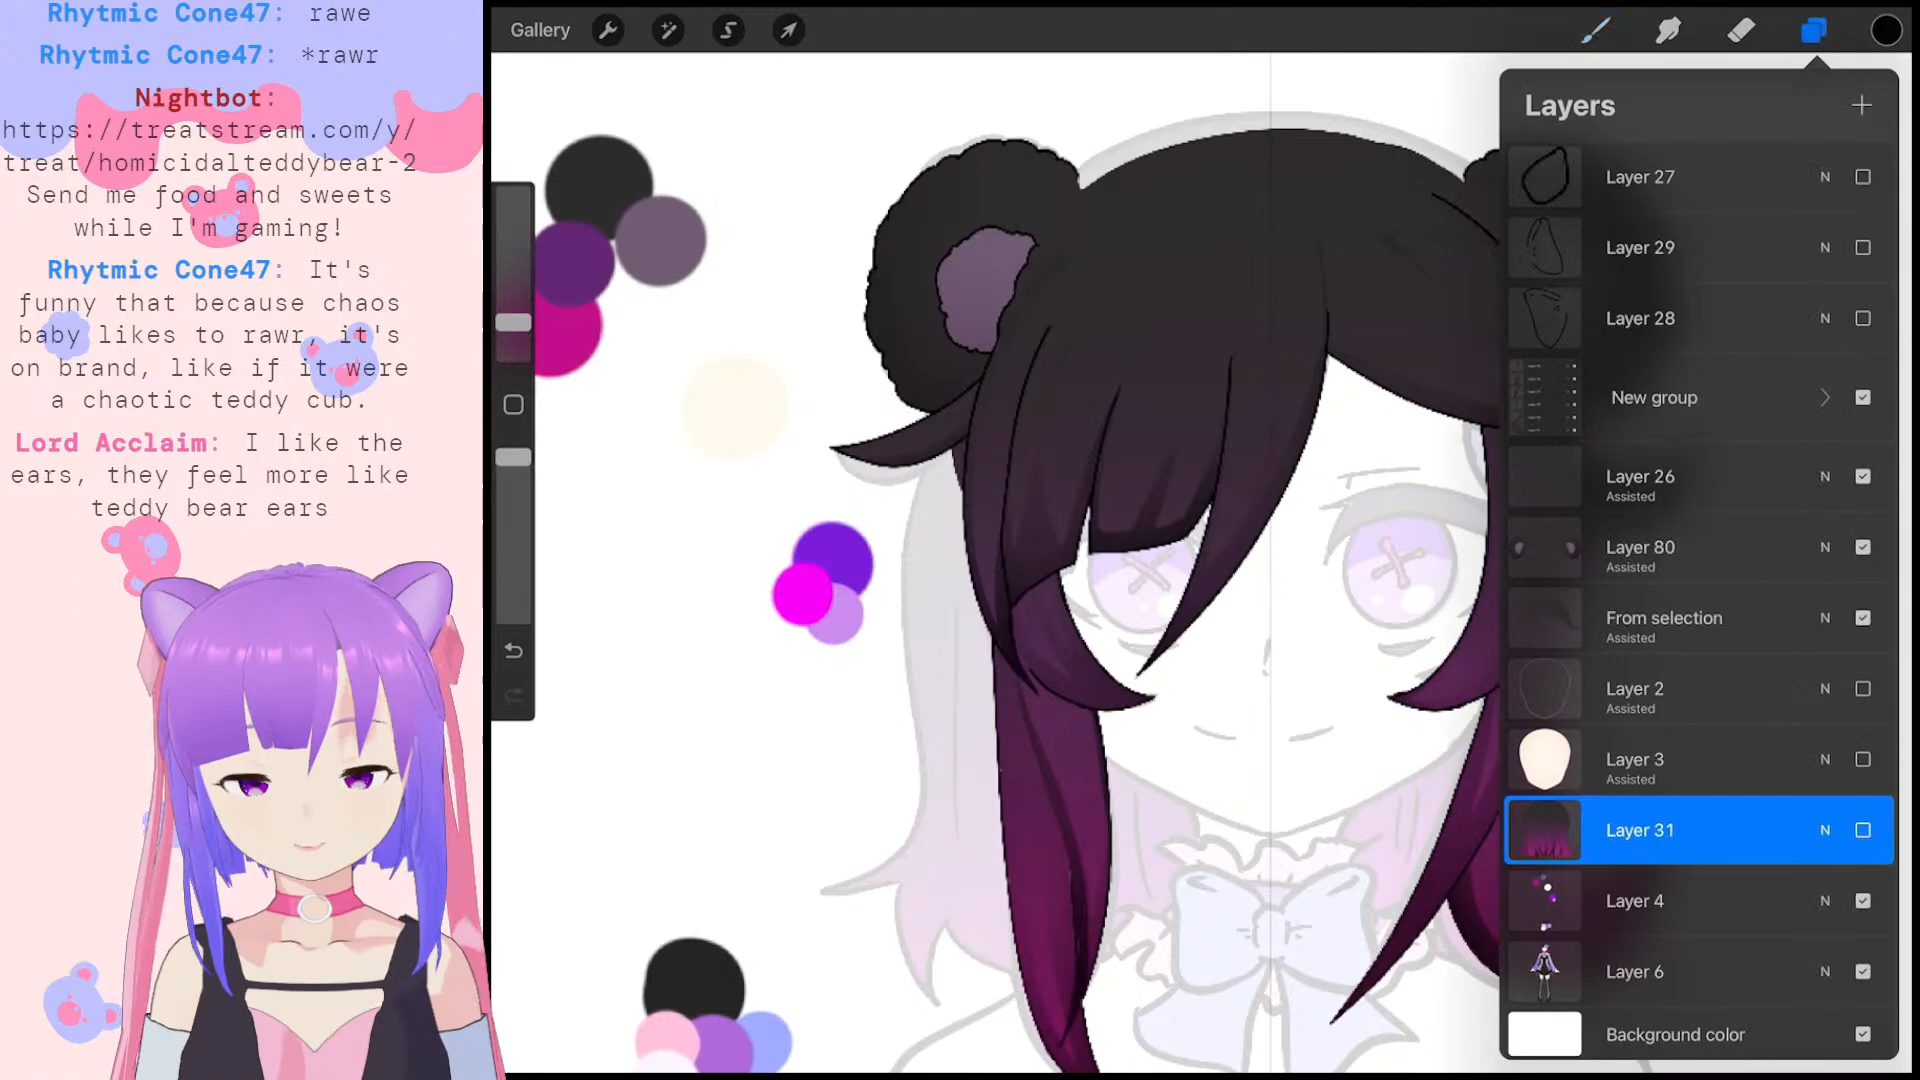 Rhytmic Cone47: rawe
Rhytmic Cone47: *rawr
Nightbot:
https://treatstream.com/y/
treat/homicidalteddybear-2
Send me food and sweets
while I'm gaming!
Rhytmic Cone47: It's
funny that because chaos
baby likes to rawr, it's
on brand, like if it were
a chaotic teddy cub.
Lord Acclaim: I like the
ears, they feel more like
teddy bear ears
Gallery
Layers
Layer 27 N
Layer 29 N
Layer 28 N
New group
Layer 26 N
Assisted
Layer 80 N
Assisted
From selection N
Assisted
Layer 2 N
Assisted
Layer 3 N
Assisted
Layer 31 N
Layer 4 N
Layer 6 N
Background color